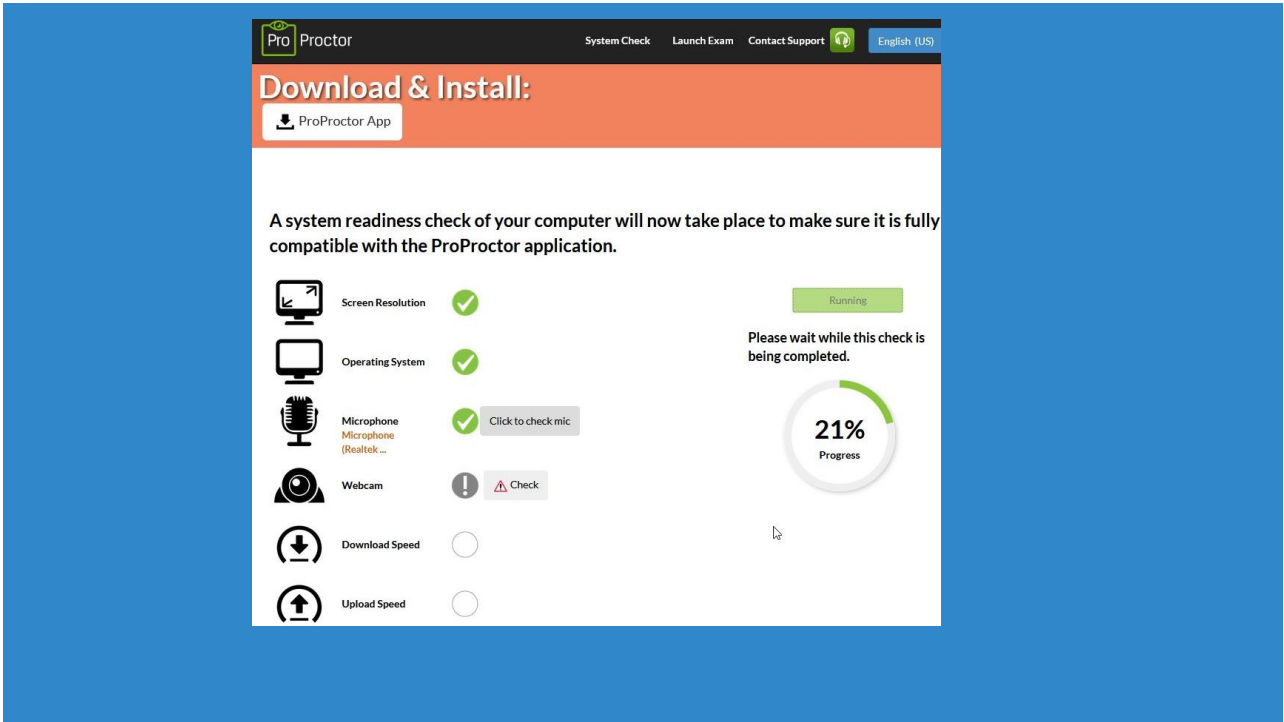 Pro Proctor
System Check Launch Exam Contact Support English (US)
Download & Install:
ProProctor App
A system readiness check of your computer will now take place to make sure it is fully
compatible with the ProProctor application.
Screen Resolution
Operating System
Microphone
Microphone
(Realtek ...
Click to check mic
Webcam
Check
Download Speed
Upload Speed
Running
Please wait while this check is
being completed.
21%
Progress